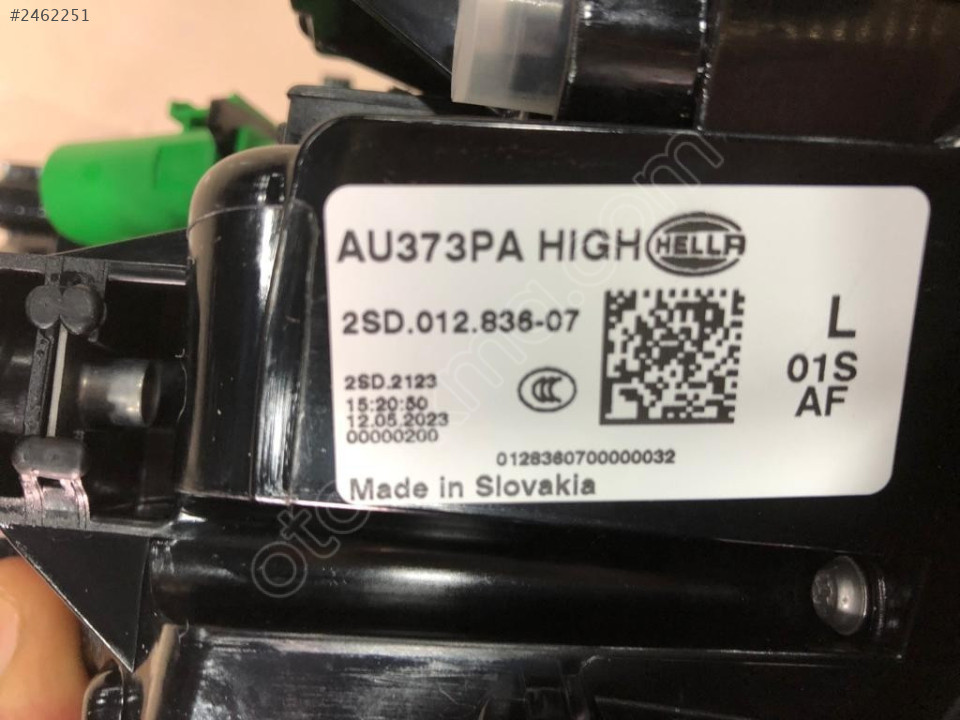 #2462251
AU373PA HIGH HELLA
2SD.012.836-07
L
01S
AF
2SD.2123
15:20:50
12.05.2023
00000200
CCC
0128360700000032
Made in Slovakia